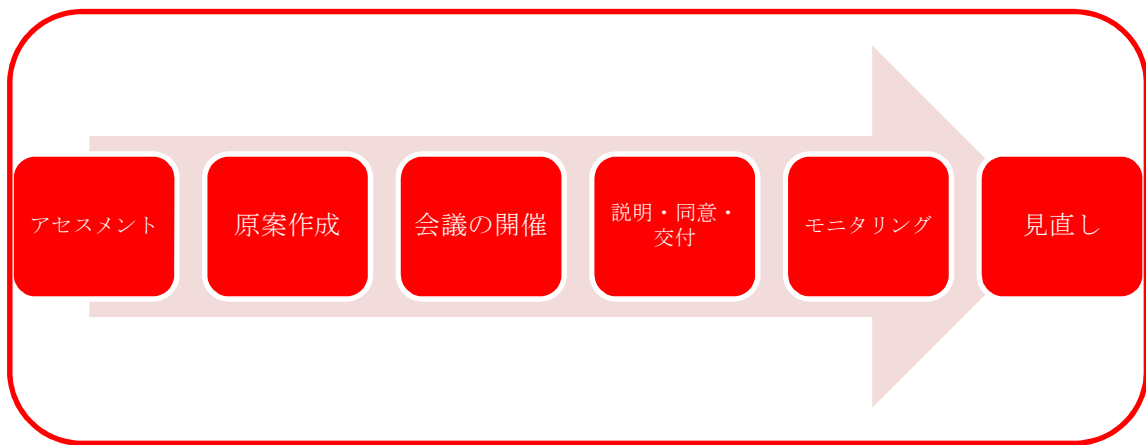 アセスメント
原案作成
会議の開催
説明・同意・
交付
モニタリング
見直し